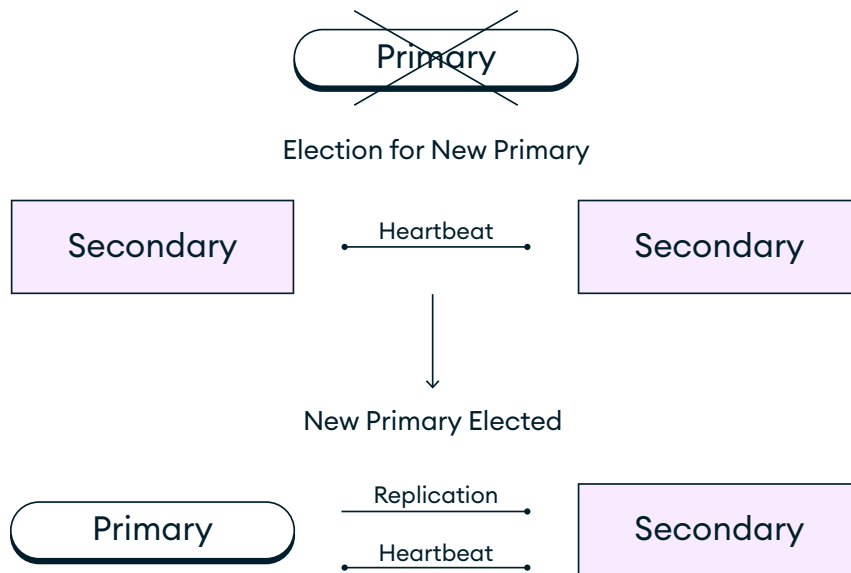 Primary
Election for New Primary
Secondary
Heartbeat
Secondary
New Primary Elected
Replication
Primary
Secondary
Heartbeat